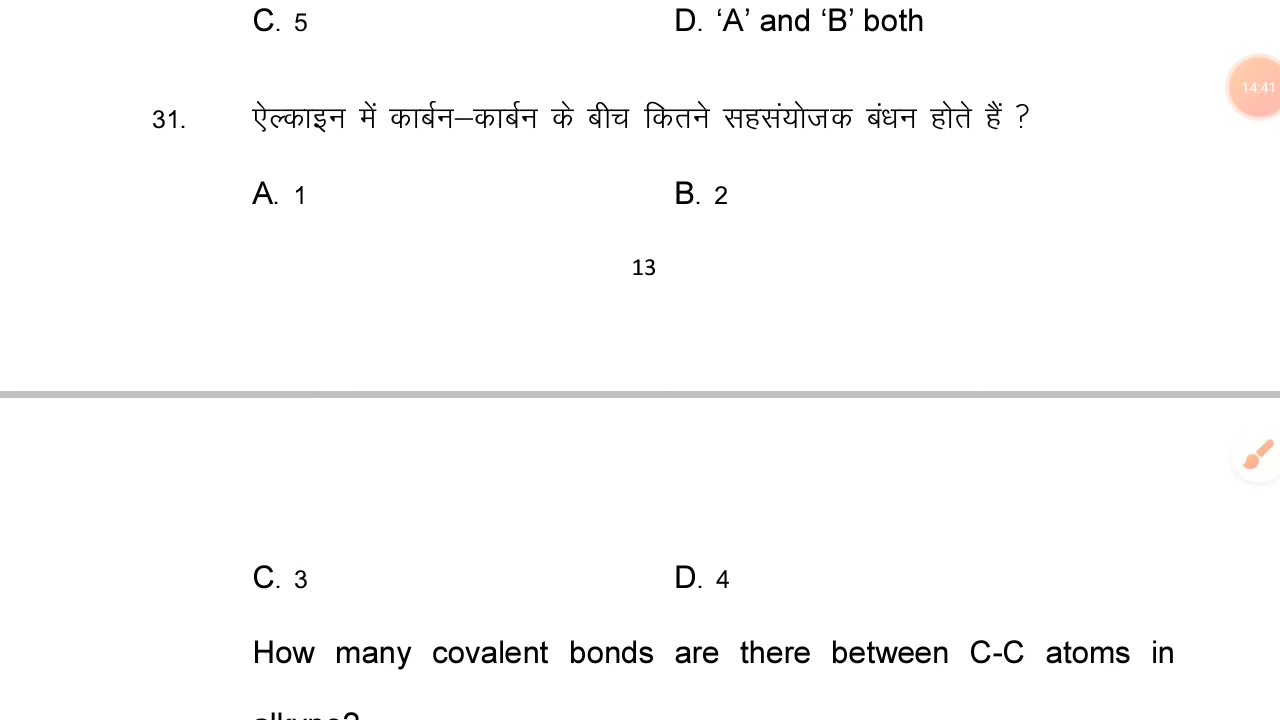 C. 5 D. ‘A’ and ‘B’ both
14:41
31. ऐल्काइन में कार्बन–कार्बन के बीच कितने सहसंयोजक बंधन होते हैं ?
A. 1 B. 2
13
C. 3 D. 4
How many covalent bonds are there between C-C atoms in